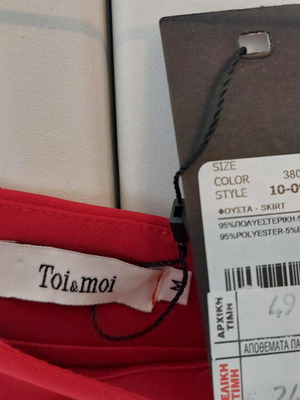 SIZE
COLOR 380
STYLE 10-0
ΦΟΥΣΤΑ - SKIRT
95%ΠΟΛΥΕΣΤΕΡΙΚΗ-5
95%POLYESTER-5%E
Toi&moi
M
ΑΡΧΙΚΗ
ΤΙΜΗ
49
ΑΠΟΘΕΜΑΤΑ ΠΑ
ΕΛΙΚΗ
ΤΙΜΗ